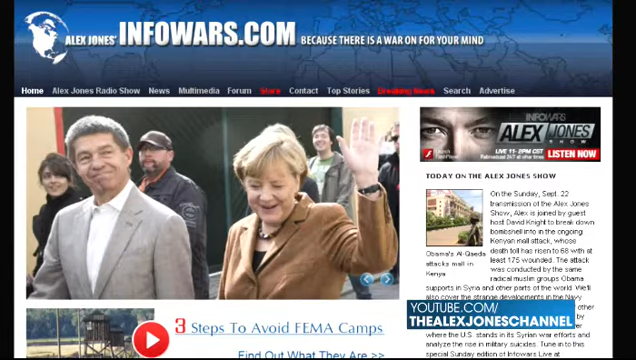 ALEX JONES' INFOWARS.COM BECAUSE THERE IS A WAR ON FOR YOUR MIND
Home Alex Jones Radio Show News Multimedia Forum Store Contact Top Stories Breaking News Search Advertise
INFOWARS
ALEX JONES
SHOW
LIVE 11-2PM CST
LISTEN NOW
TODAY ON THE ALEX JONES SHOW
On the Sunday, Sept. 22
transmission of the Alex Jones
Show, Alex is joined by guest
host David Knight to break down
bombshell info in the ongoing
Kenyan mall attack, whose
death toll has risen to 68 with at
least 175 wounded. The attack
was conducted by the same
radical muslim groups Obama
Obama's Al-Qaeda
attacks mall in
Kenya
supports in Syria and other parts of the world. We'll
also cover the strange developments in the Navy
other
YOUTUBE.COM/
THEALEXJONESCHANNEL
where the U.S. stands in its Syrian war efforts and
analyze the rise in military suicides. Tune in to this
special Sunday edition of Infowars Live at
3 Steps To Avoid FEMA Camps
Find Out What They Are >>